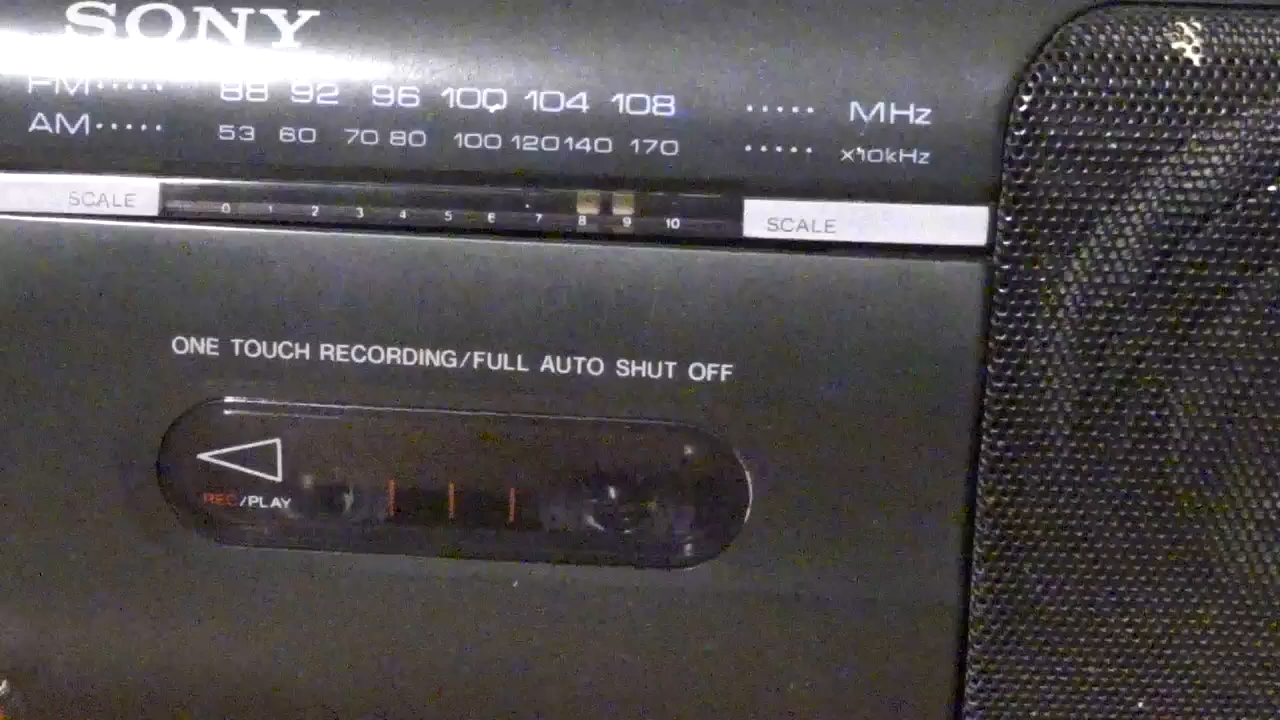 SONY
FM····· 88 92 96 100 104 108 ····· MHz
AM····· 53 60 70 80 100 120 140 170 ····· x10kHz
SCALE 0 1 2 3 4 5 6 7 8 9 10 SCALE
ONE TOUCH RECORDING/FULL AUTO SHUT OFF
REC/PLAY